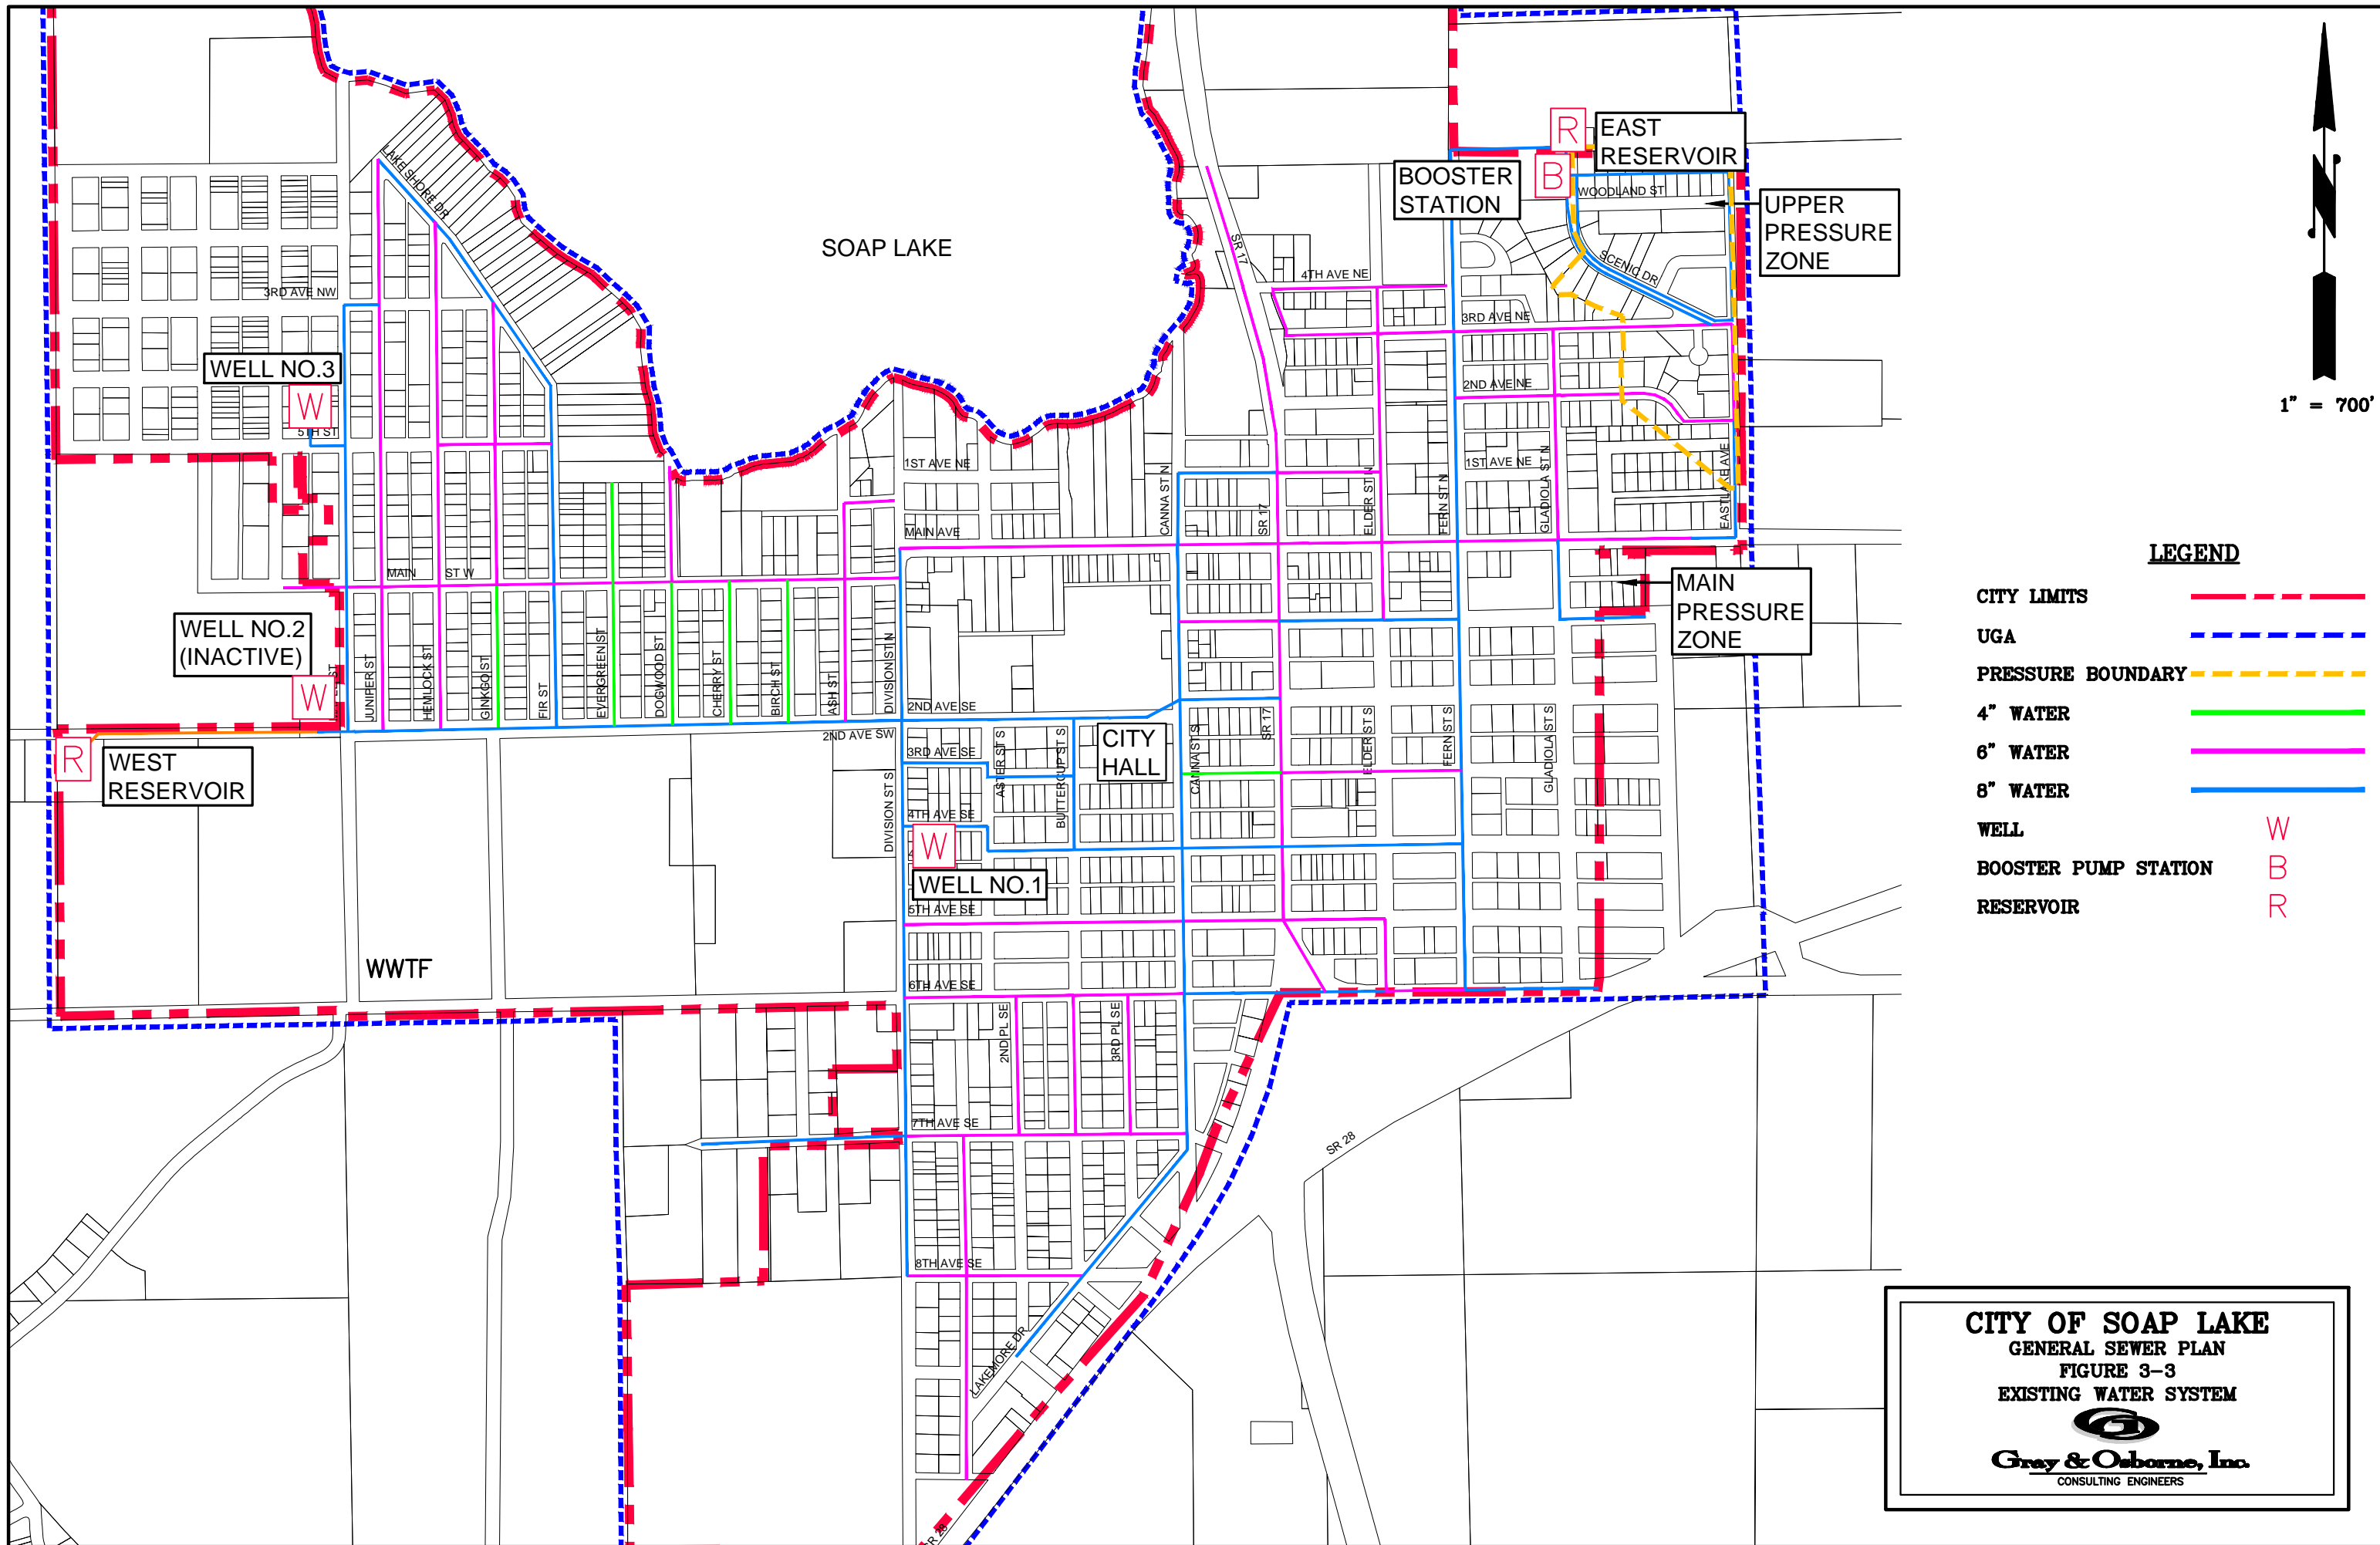 SOAP LAKE
LAKE SHORE DR
3RD AVE NW
WELL NO.3
W
5TH ST
MAIN ST W
WELL NO.2
(INACTIVE)
W
R
WEST
RESERVOIR
JUNIPER ST
HEMLOCK ST
GINKGO ST
FIR ST
EVERGREEN ST
DOGWOOD ST
CHERRY ST
BIRCH ST
ASH ST
DIVISION ST N
2ND AVE SW
WWTF
R
EAST
RESERVOIR
B
BOOSTER
STATION
WOODLAND ST
UPPER
PRESSURE
ZONE
SCENIC DR
SR 17
4TH AVE NE
3RD AVE NE
2ND AVE NE
1ST AVE NE
1ST AVE NE
MAIN AVE
CANNA ST N
SR 17
ELDER ST N
FERN ST N
GLADIOLA ST N
EASTLAKE AVE
MAIN
PRESSURE
ZONE
2ND AVE SE
3RD AVE SE
ASTER ST S
BUTTERCUP ST S
CITY
HALL
CANNA ST S
SR 17
ELDER ST S
FERN ST S
GLADIOLA ST S
DIVISION ST S
4TH AVE SE
W
WELL NO.1
5TH AVE SE
6TH AVE SE
2ND PL SE
3RD PL SE
7TH AVE SE
8TH AVE SE
LAKEMORE DR
SR 28
SR 28
N
1" = 700'
LEGEND
CITY LIMITS
UGA
PRESSURE BOUNDARY
4" WATER
6" WATER
8" WATER
WELL W
BOOSTER PUMP STATION B
RESERVOIR R
CITY OF SOAP LAKE
GENERAL SEWER PLAN
FIGURE 3-3
EXISTING WATER SYSTEM
Gray & Osborne, Inc.
CONSULTING ENGINEERS